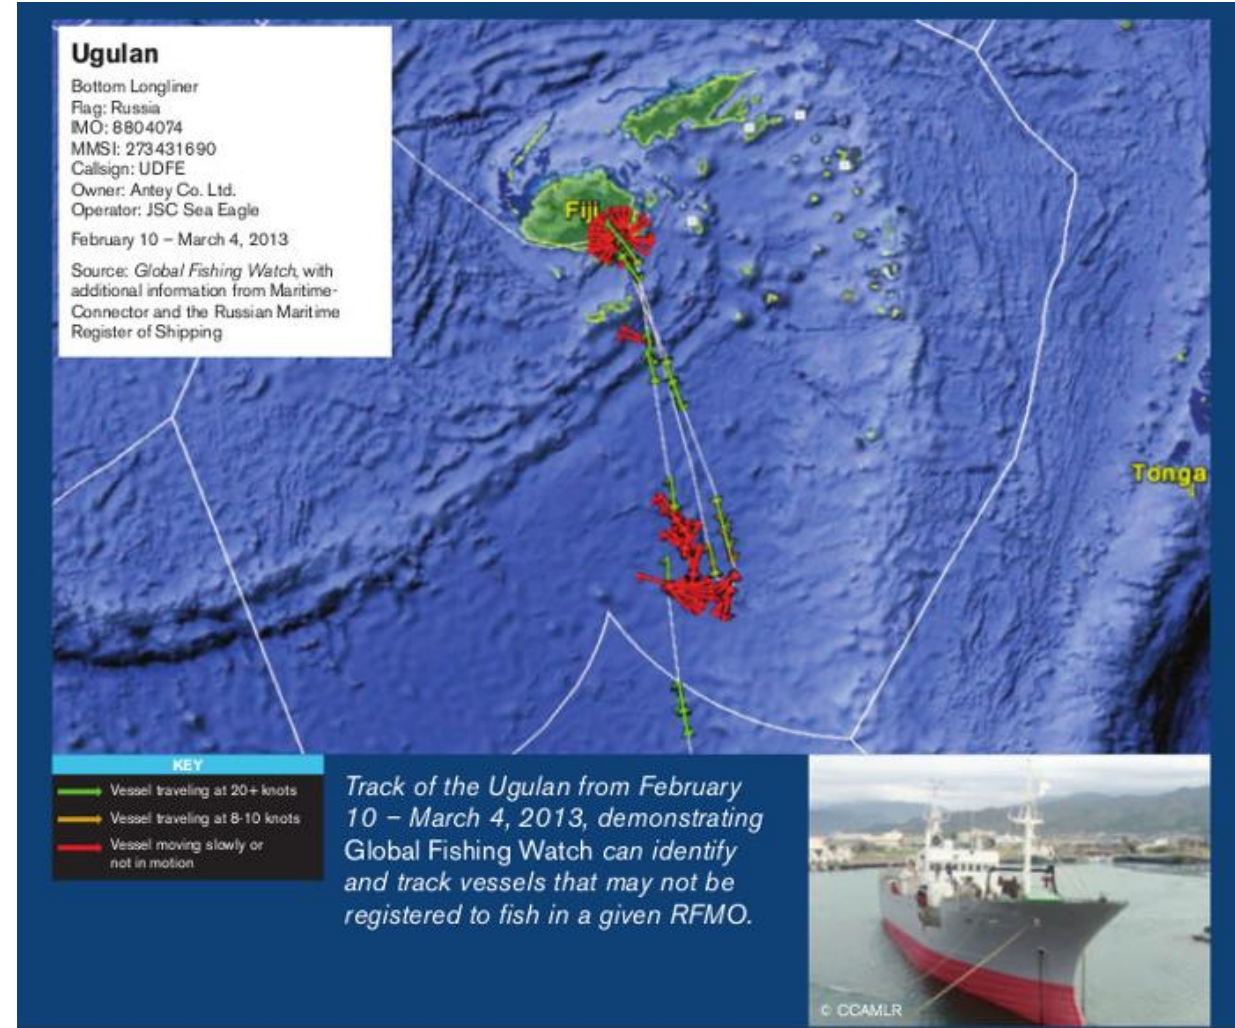 Ugulan
Bottom Longliner
Flag: Russia
IMO: 8804074
MMSI: 273431690
Callsign: UDFE
Owner: Antey Co. Ltd.
Operator: JSC Sea Eagle
February 10 – March 4, 2013
Source: Global Fishing Watch, with
additional information from Maritime-
Connector and the Russian Maritime
Register of Shipping
Fiji
Tonga
KEY
Vessel traveling at 20+ knots
Vessel traveling at 8-10 knots
Vessel moving slowly or
not in motion
Track of the Ugulan from February
10 – March 4, 2013, demonstrating
Global Fishing Watch can identify
and track vessels that may not be
registered to fish in a given RFMO.
© CCAMLR